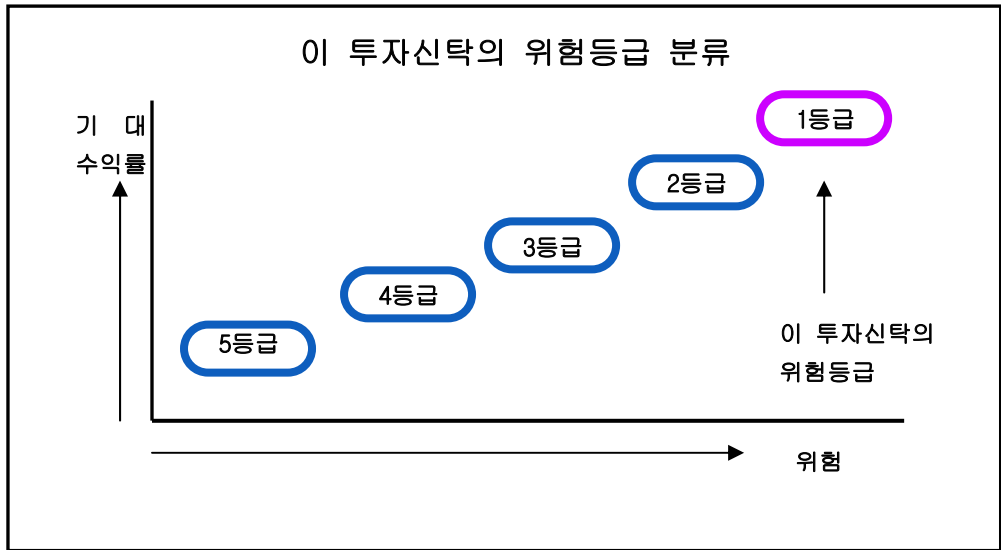 이 투자신탁의 위험등급 분류
기 대
수익률
1등급
2등급
3등급
4등급
5등급
이 투자신탁의
위험등급
위험